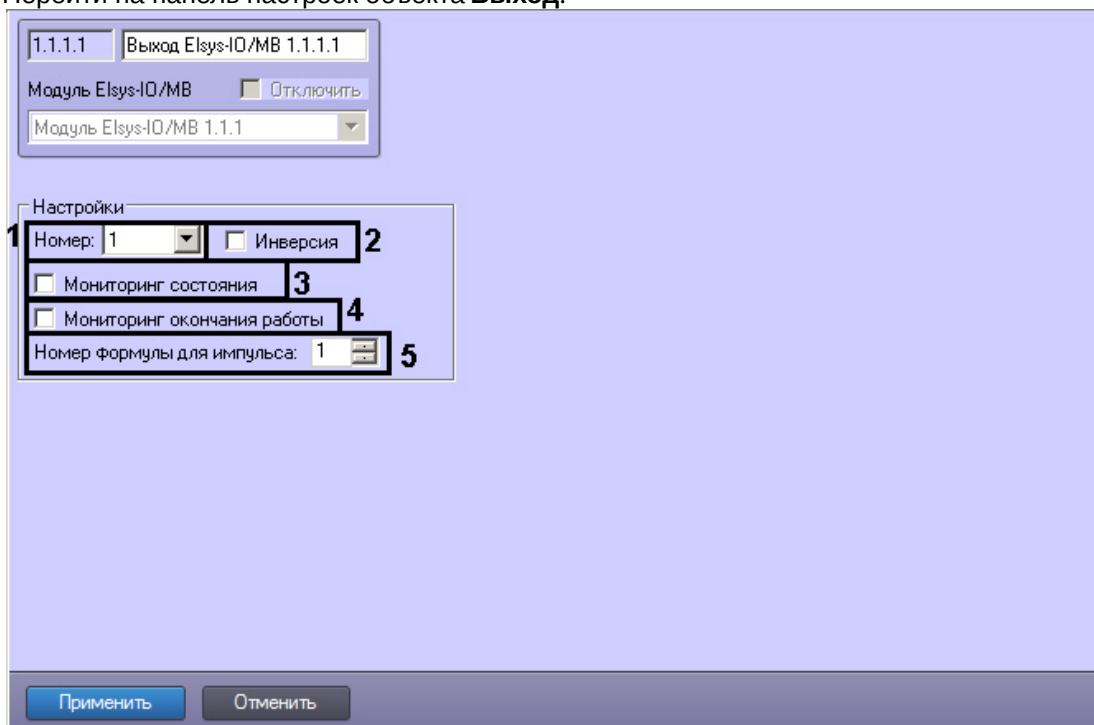 Перейти на панель настроек объекта Выход.
1.1.1.1 Выход Elsys-IO/MB 1.1.1.1
Модуль Elsys-IO/MB Отключить
Модуль Elsys-IO/MB 1.1.1
Настройки
1 Номер: 1 Инверсия 2
Мониторинг состояния 3
Мониторинг окончания работы 4
Номер формулы для импульса: 1 5
Применить Отменить